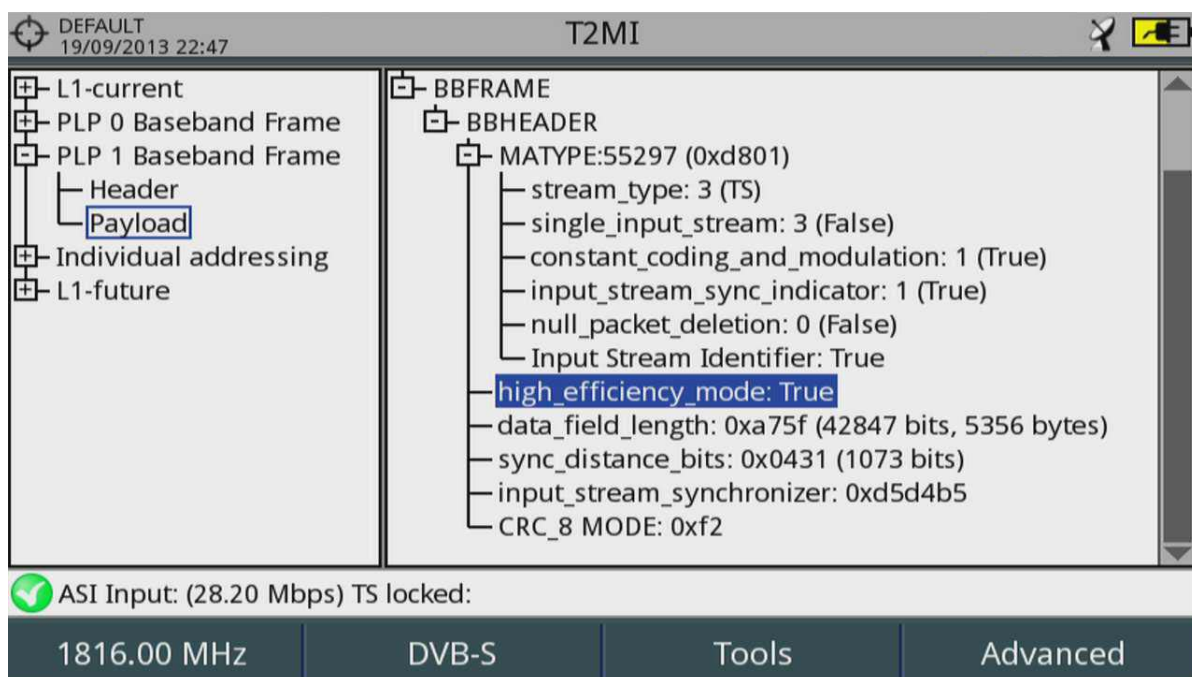 DEFAULT
19/09/2013 22:47
T2MI
L1-current
PLP 0 Baseband Frame
PLP 1 Baseband Frame
Header
Payload
Individual addressing
L1-future
BBFRAME
BBHEADER
MATYPE:55297 (0xd801)
stream_type: 3 (TS)
single_input_stream: 3 (False)
constant_coding_and_modulation: 1 (True)
input_stream_sync_indicator: 1 (True)
null_packet_deletion: 0 (False)
Input Stream Identifier: True
high_efficiency_mode: True
data_field_length: 0xa75f (42847 bits, 5356 bytes)
sync_distance_bits: 0x0431 (1073 bits)
input_stream_synchronizer: 0xd5d4b5
CRC_8 MODE: 0xf2
ASI Input: (28.20 Mbps) TS locked:
1816.00 MHz DVB-S Tools Advanced